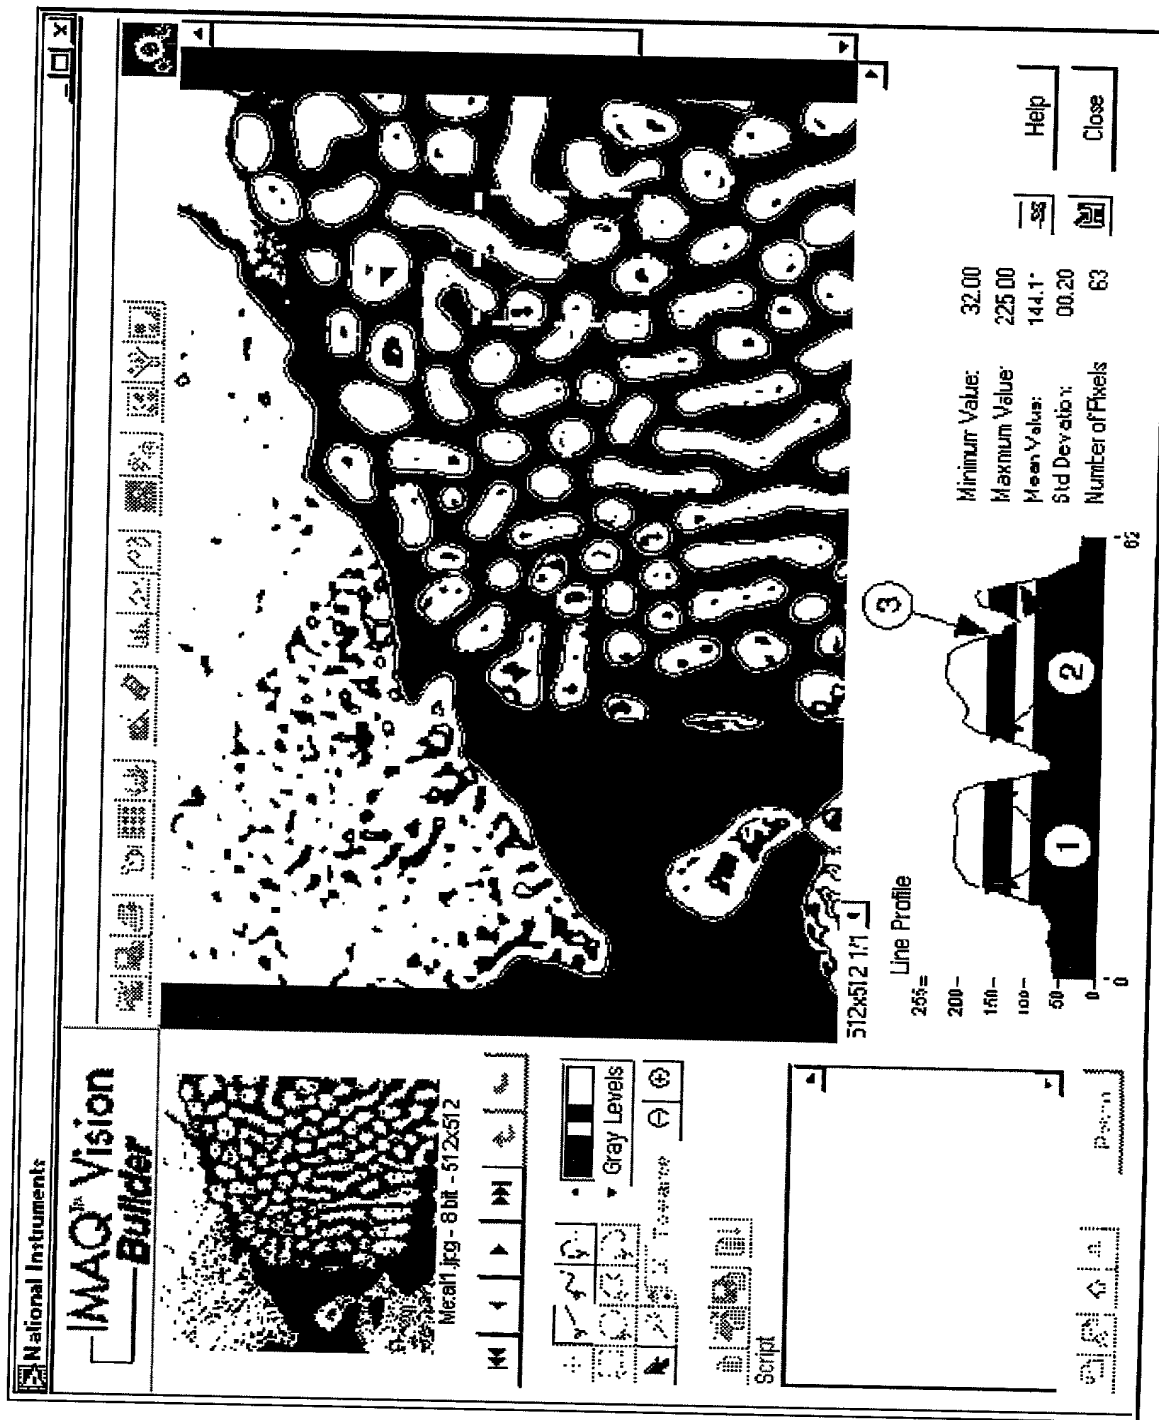 National Instruments
IMAQ™ Vision
Builder
Metal1.jpg - 8 bit - 512x512
Gray Levels
Script
512x512 1/1
Line Profile
255
200
150
100
50
0
0
62
1
2
3
Minimum Value: 32.00
Maximum Value: 225.00
Mean Value:
Std Deviation:
Number of Pixels 63
Help
Close